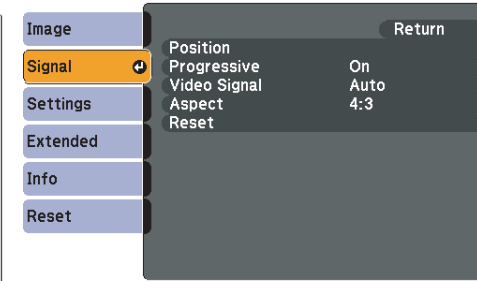 Image
Signal
Settings
Extended
Info
Reset
Return
Position
Progressive On
Video Signal Auto
Aspect 4:3
Reset